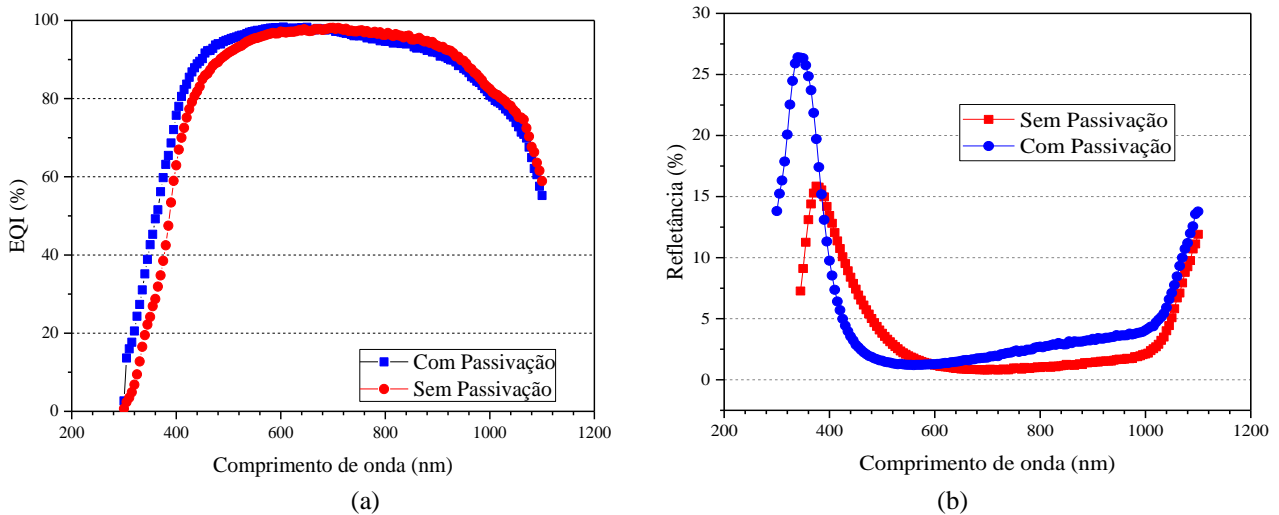 100
80
60
40
20
0
EQI (%)
Com Passivação
Sem Passivação
200
400
600
800
1000
1200
Comprimento de onda (nm)
(a)
30
25
20
15
10
5
0
Refletância (%)
Sem Passivação
Com Passivação
200
400
600
800
1000
1200
Comprimento de onda (nm)
(b)